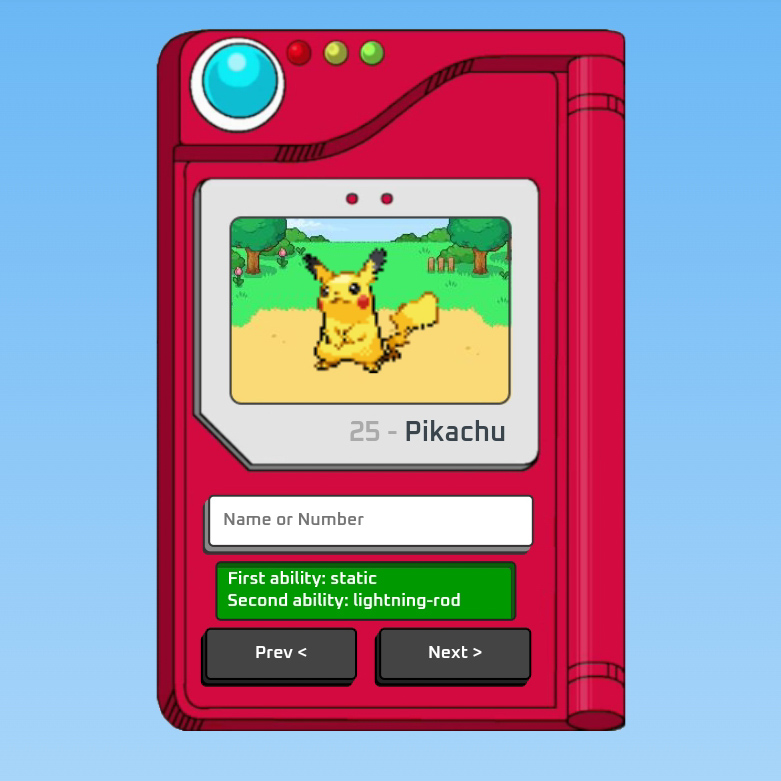 25 - Pikachu
Name or Number
First ability: static
Second ability: lightning-rod
Prev <
Next >